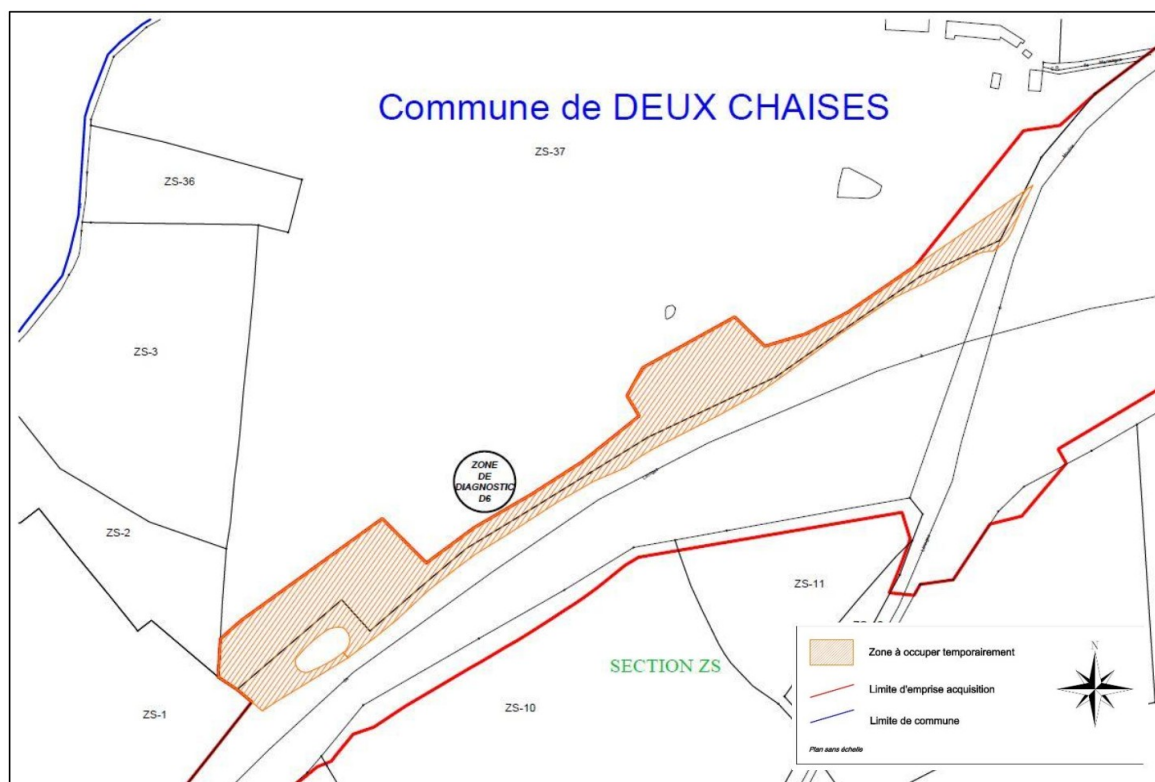 Commune de DEUX CHAISES
ZS-37
ZS-36
ZS-3
ZONE
DE
DIAGNOSTIC
D6
ZS-2
ZS-11
SECTION ZS
ZS-1
ZS-10
Zone à occuper temporairement
Limite d'emprise acquisition
Limite de commune
Plan sans échelle
N